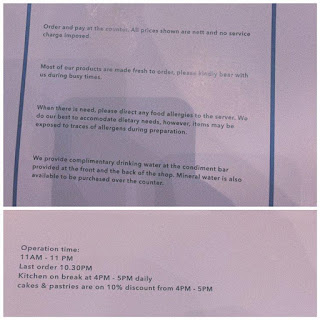 Order and pay at the counter. All prices shown are nett and no service
charge imposed.
Most of our products are made fresh to order, please kindly beer with
us during busy times.
When there is need, please direct any food allergies to the server. We
do our best to accomodate dietary needs, however, items may be
exposed to traces of allergens during preparation.
We provide complimentary drinking water at the condiment bar
provided at the front and the back of the shop. Mineral water is also
available to be purchased over the counter.
Operation time:
11AM - 11 PM
Last order 10.30PM
Kitchen on break at 4PM - 5PM daily
cakes & pastries are on 10% discount from 4PM - 5PM